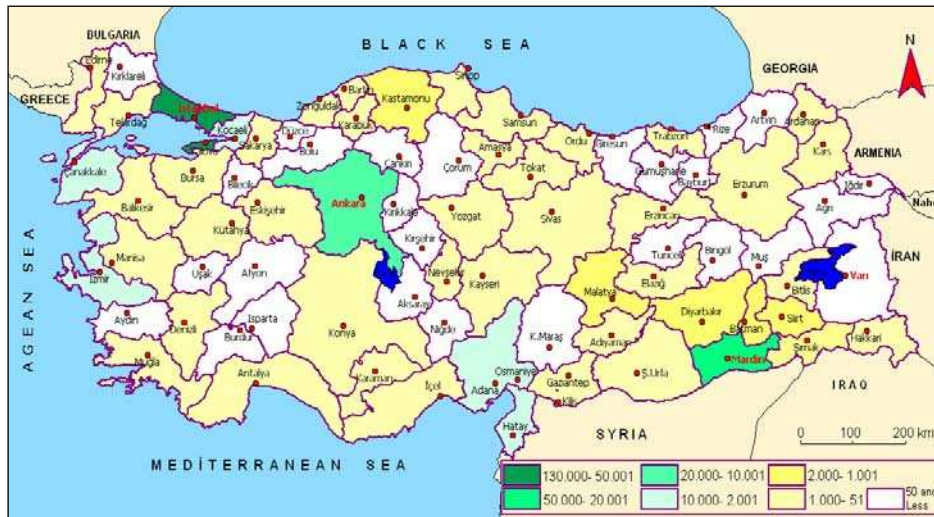 BLACK SEA
BULGARIA
GREECE
GEORGIA
ARMENIA
Nahc
İRAN
IRAQ
SYRIA
MEDİTERRANEAN SEA
AGEAN SEA
N
Edirne
Kırklareli
Tekirdağ
İstanbul
Kocaeli
Sakarya
Düzce
Bolu
Zonguldak
Bartın
Karabük
Kastamonu
Sinop
Samsun
Ordu
Giresun
Trabzon
Rize
Artvin
Ardahan
Kars
Çanakkale
Bursa
Bilecik
Çankırı
Çorum
Amasya
Tokat
Gümüşhane
Bayburt
Erzurum
Iğdır
Ağrı
Balıkesir
Kütahya
Eskişehir
Ankara
Kırıkkale
Yozgat
Sivas
Erzincan
Kırşehir
Tunceli
Bingöl
Muş
Van
Bitlis
Manisa
İzmir
Uşak
Afyon
Aksaray
Nevşehir
Kayseri
Malatya
Elazığ
Diyarbakır
Batman
Siirt
Aydın
Denizli
Isparta
Burdur
Konya
Niğde
K.Maraş
Adıyaman
Mardin
Şırnak
Hakkari
Muğla
Antalya
Karaman
İçel
Adana
Osmaniye
Gaziantep
Kilis
Ş.Urfa
Hatay
0 100 200 km
130.000- 50.001
20.000- 10.001
2.000- 1.001
50.000- 20.001
10.000- 2.001
1.000- 51
50 and
Less